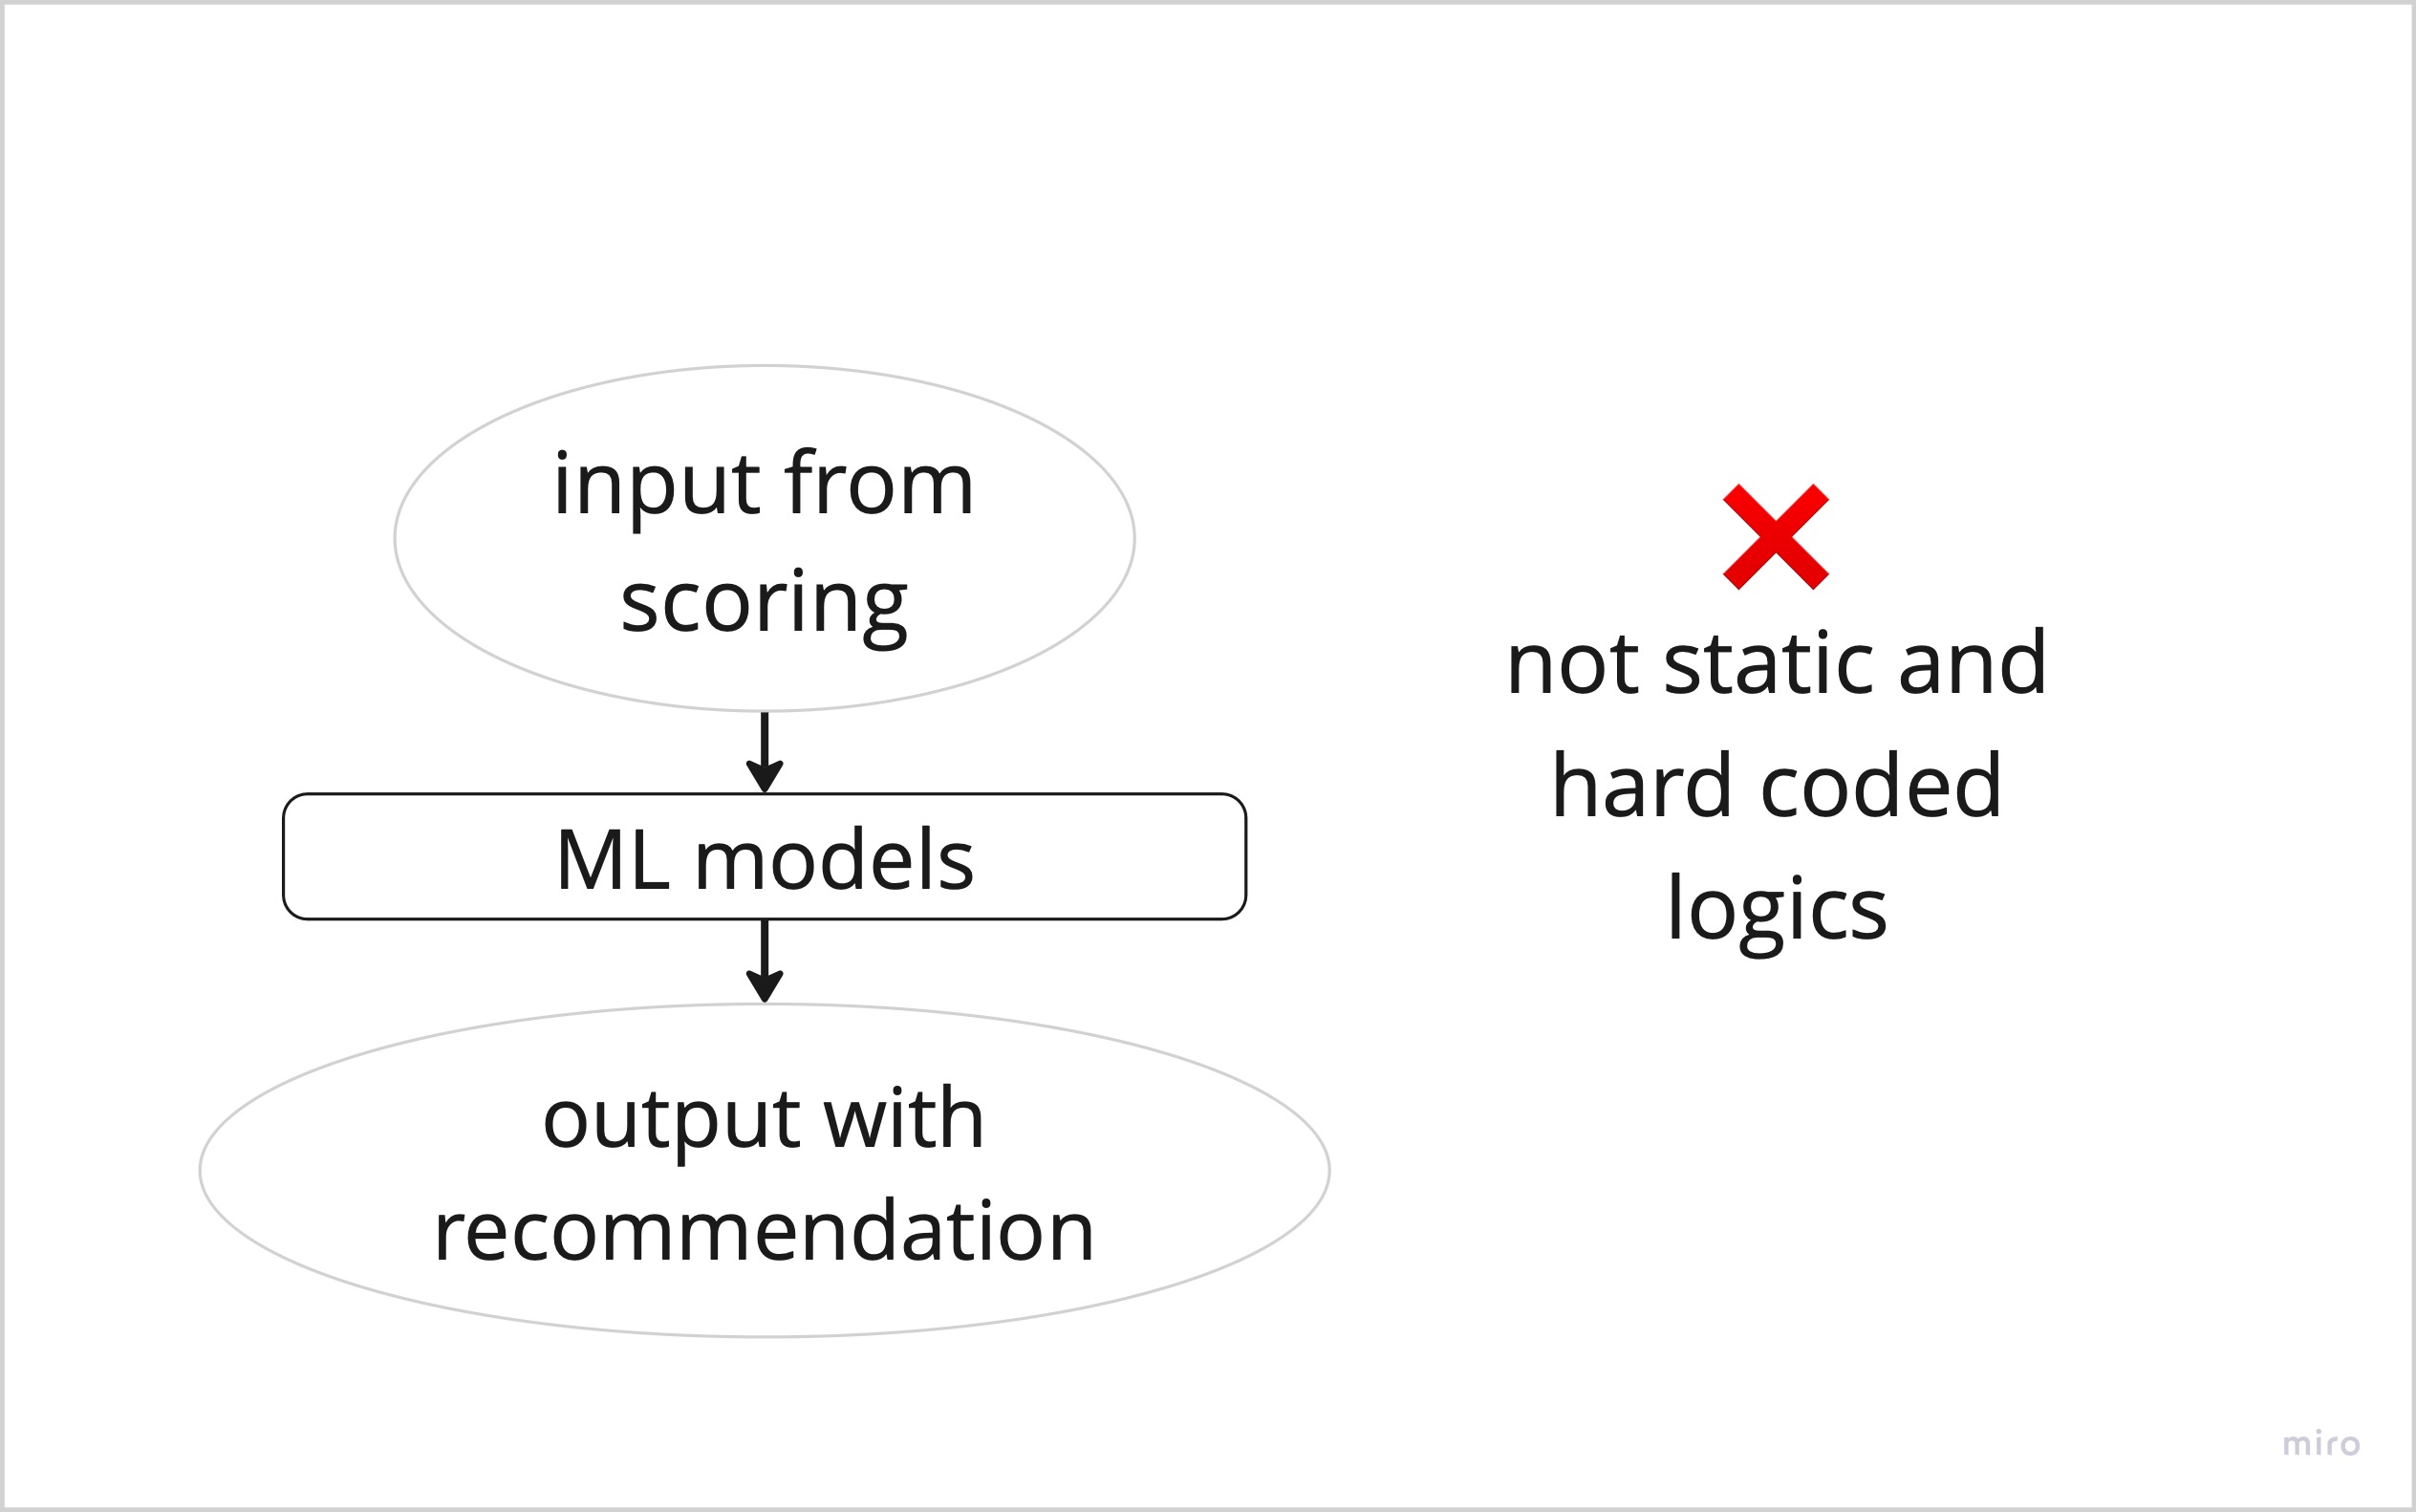 input from
scoring
ML models
output with
recommendation
not static and
hard coded
logics
miro